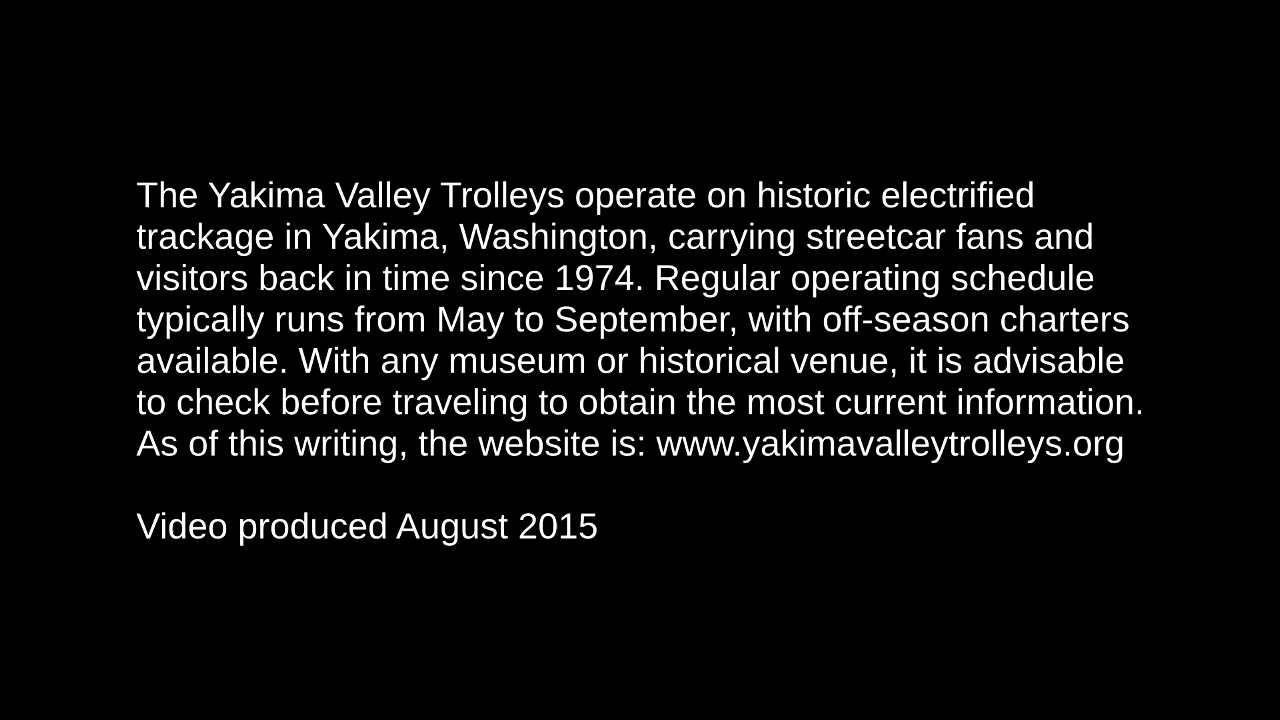 The Yakima Valley Trolleys operate on historic electrified
trackage in Yakima, Washington, carrying streetcar fans and
visitors back in time since 1974. Regular operating schedule
typically runs from May to September, with off-season charters
available. With any museum or historical venue, it is advisable
to check before traveling to obtain the most current information.
As of this writing, the website is: www.yakimavalleytrolleys.org
Video produced August 2015